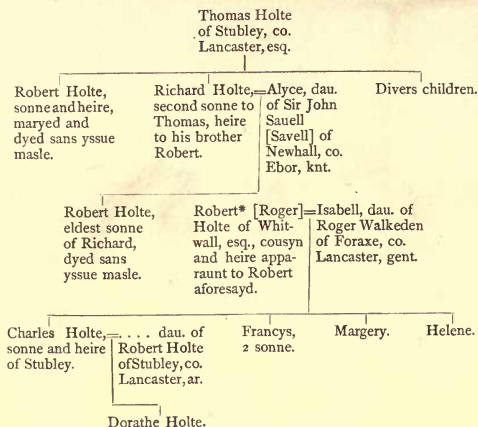 Thomas Holte
of Stubley, co.
Lancaster, esq.
Robert Holte,
sonne and heire,
maryed and
dyed sans yssue
masle.
Richard Holte,=
second sonne to
Thomas, heire
to his brother
Robert.
Alyce, dau.
of Sir John
Sauell
[Savell] of
Newhall, co.
Ebor, knt.
Divers children.
Robert Holte,
eldest sonne
of Richard,
dyed sans
yssue masle.
Robert* [Roger]=
Holte of Whit-
wall, esq., cousyn
and heire appa-
raunt to Robert
aforesayd.
Isabell, dau. of
Roger Walkeden
of Foraxe, co.
Lancaster, gent.
Charles Holte,=
sonne and heire
of Stubley.
.... dau. of
Robert Holte
of Stubley, co.
Lancaster, ar.
Francys,
2 sonne.
Margery.
Helene.
Dorathe Holte.